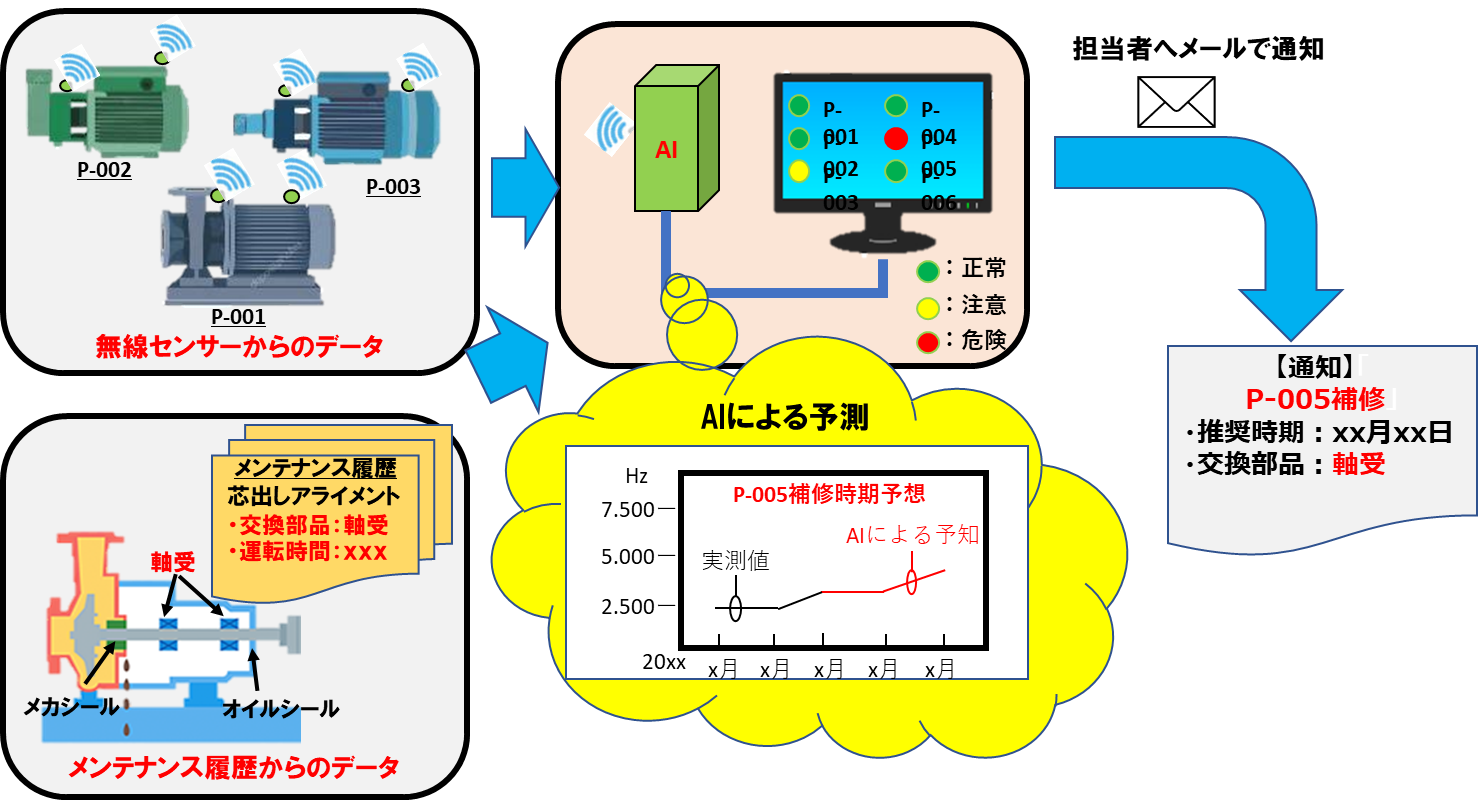 P-002
P-003
P-001
無線センサーからのデータ
AI
P-
001
P-
002
P-
003
P-
004
P-
005
P-
006
：正常
：注意
：危険
担当者へメールで通知
【通知】
P-005補修
・推奨時期：xx月xx日
・交換部品：軸受
メンテナンス履歴
芯出しアライメント
・交換部品：軸受
・運転時間：xxx
軸受
メカシール
オイルシール
メンテナンス履歴からのデータ
AIによる予測
Hz
P-005補修時期予想
7.500
AIによる予知
5.000
実測値
2.500
20xx
x月 x月 x月 x月 x月